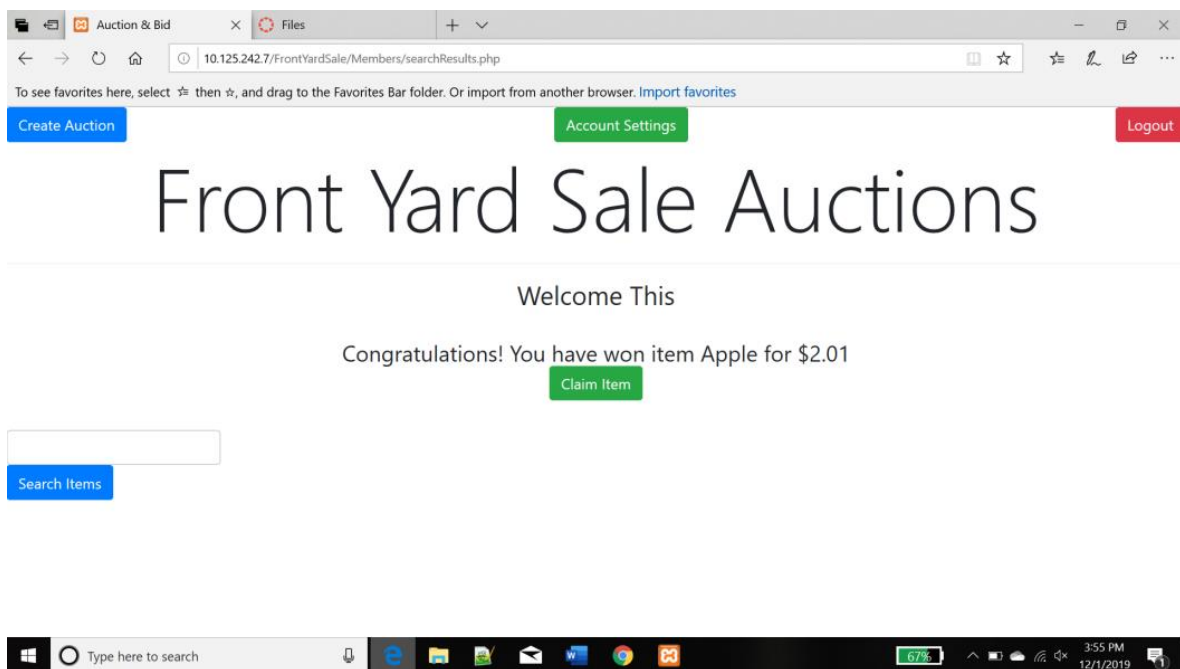 Auction & Bid
Files
10.125.242.7/FrontYardSale/Members/searchResults.php
To see favorites here, select then , and drag to the Favorites Bar folder. Or import from another browser. Import favorites
Create Auction
Account Settings
Logout
Front Yard Sale Auctions
Welcome This
Congratulations! You have won item Apple for $2.01
Claim Item
Search Items
Type here to search
67%
3:55 PM
12/1/2019